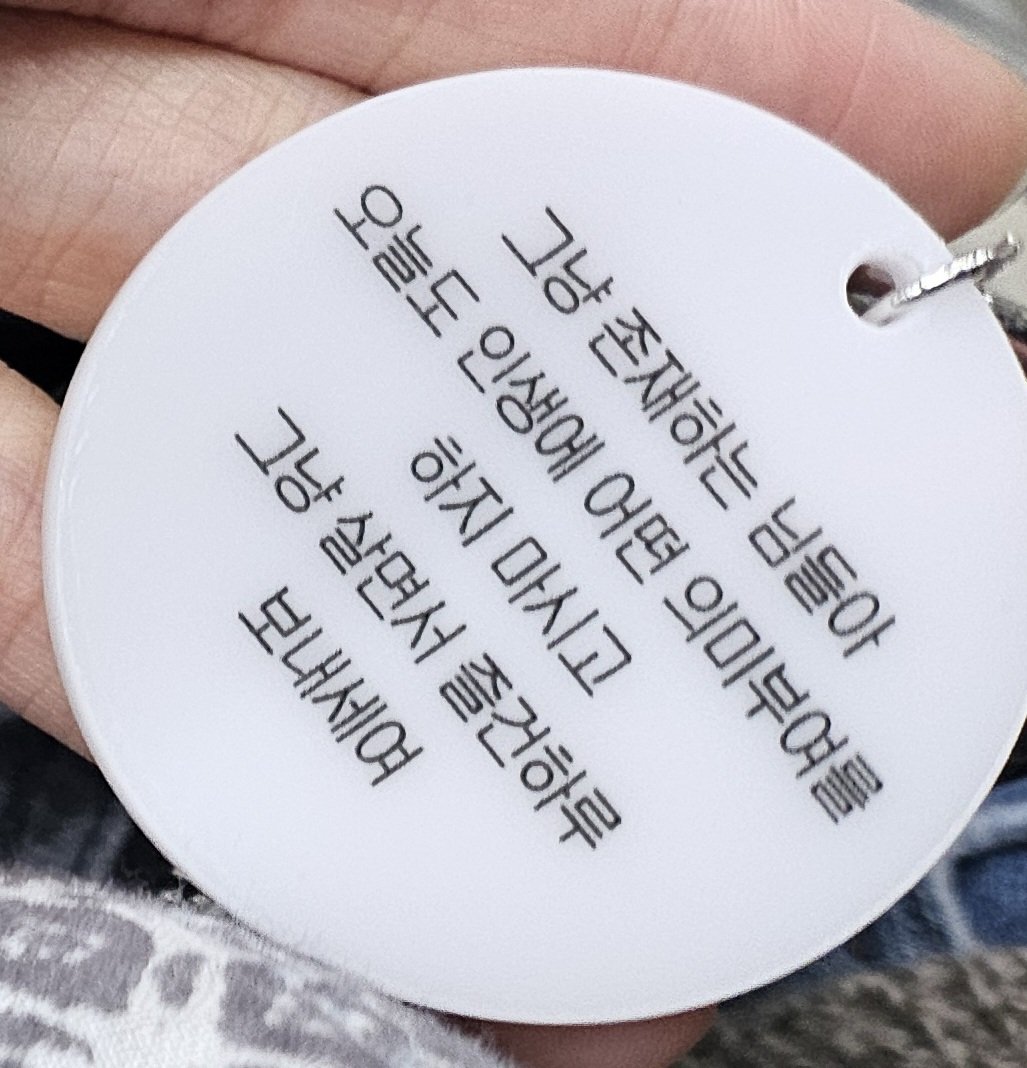 그냥 존재하는 님들아
오늘도 인생에 어떤 의미부여를
하지 마시고
그냥 살면서 즐건하루
보내세여